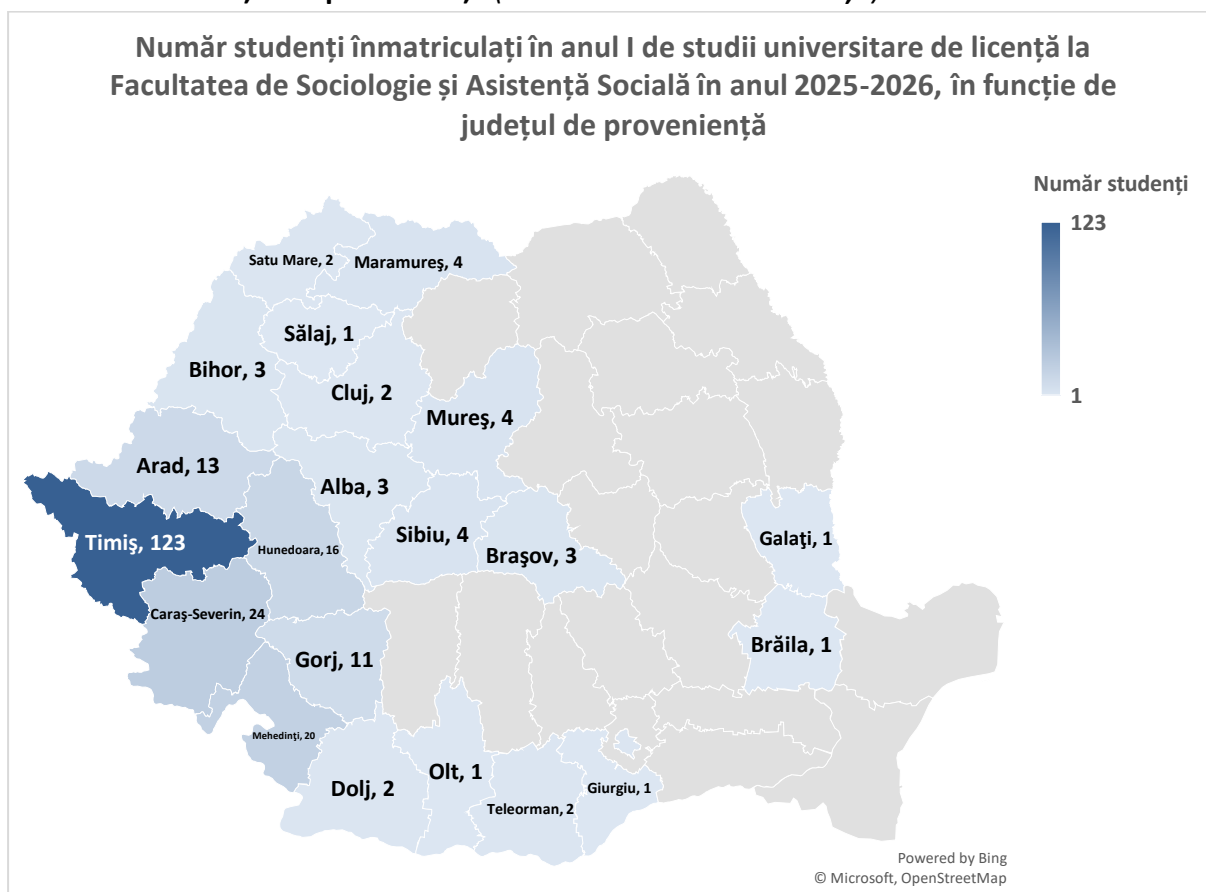 Număr studenți înmatriculați în anul I de studii universitare de licență la
Facultatea de Sociologie și Asistență Socială în anul 2025-2026, în funcție de
județul de proveniență
Număr studenți
123
1
Satu Mare, 2
Maramureş, 4
Sălaj, 1
Bihor, 3
Cluj, 2
Mureş, 4
Arad, 13
Alba, 3
Timiş, 123
Hunedoara, 16
Sibiu, 4
Braşov, 3
Galaţi, 1
Caraş-Severin, 24
Gorj, 11
Brăila, 1
Mehedinţi, 20
Dolj, 2
Olt, 1
Teleorman, 2
Giurgiu, 1
Powered by Bing
© Microsoft, OpenStreetMap